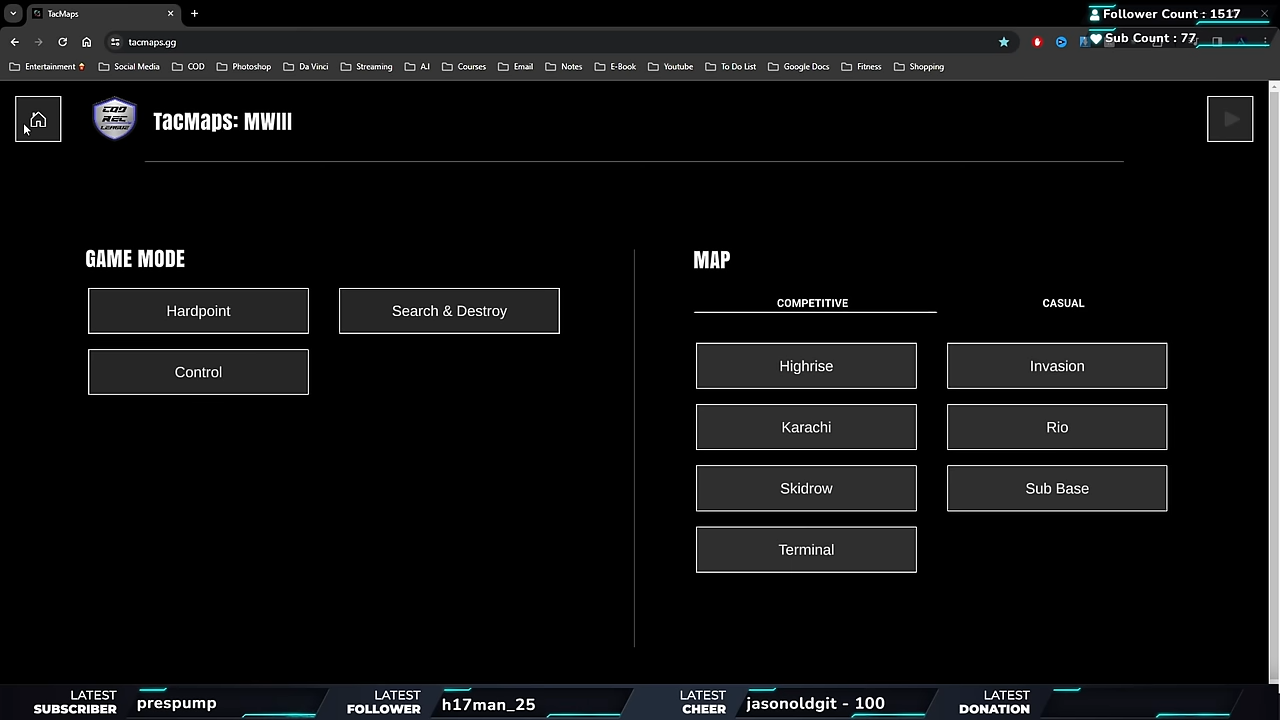 TacMaps
Follower Count : 1517
tacmaps.gg
Sub Count : 77
Entertainment
Social Media
COD
Photoshop
Da Vinci
Streaming
A.I
Courses
Email
Notes
E-Book
Youtube
To Do List
Google Docs
Fitness
Shopping
COD
REC
LEAGUE
TacMaps: MWIII
GAME MODE
Hardpoint
Search & Destroy
Control
MAP
COMPETITIVE
CASUAL
Highrise
Invasion
Karachi
Rio
Skidrow
Sub Base
Terminal
LATEST
SUBSCRIBER
prespump
LATEST
FOLLOWER
h17man_25
LATEST
CHEER
jasonoldgit - 100
LATEST
DONATION